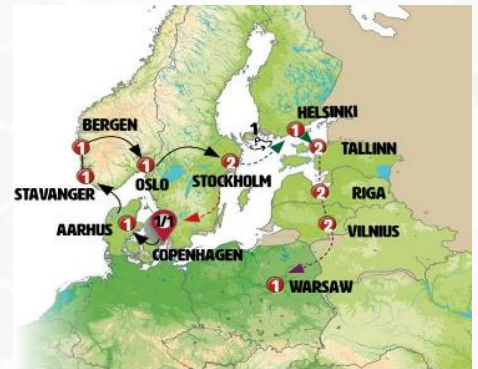 HELSINKI
1
1
BERGEN
1
2
TALLINN
1
2
OSLO
STOCKHOLM
1
STAVANGER
2
RIGA
AARHUS
1
1/1
2
VILNIUS
COPENHAGEN
1
WARSAW